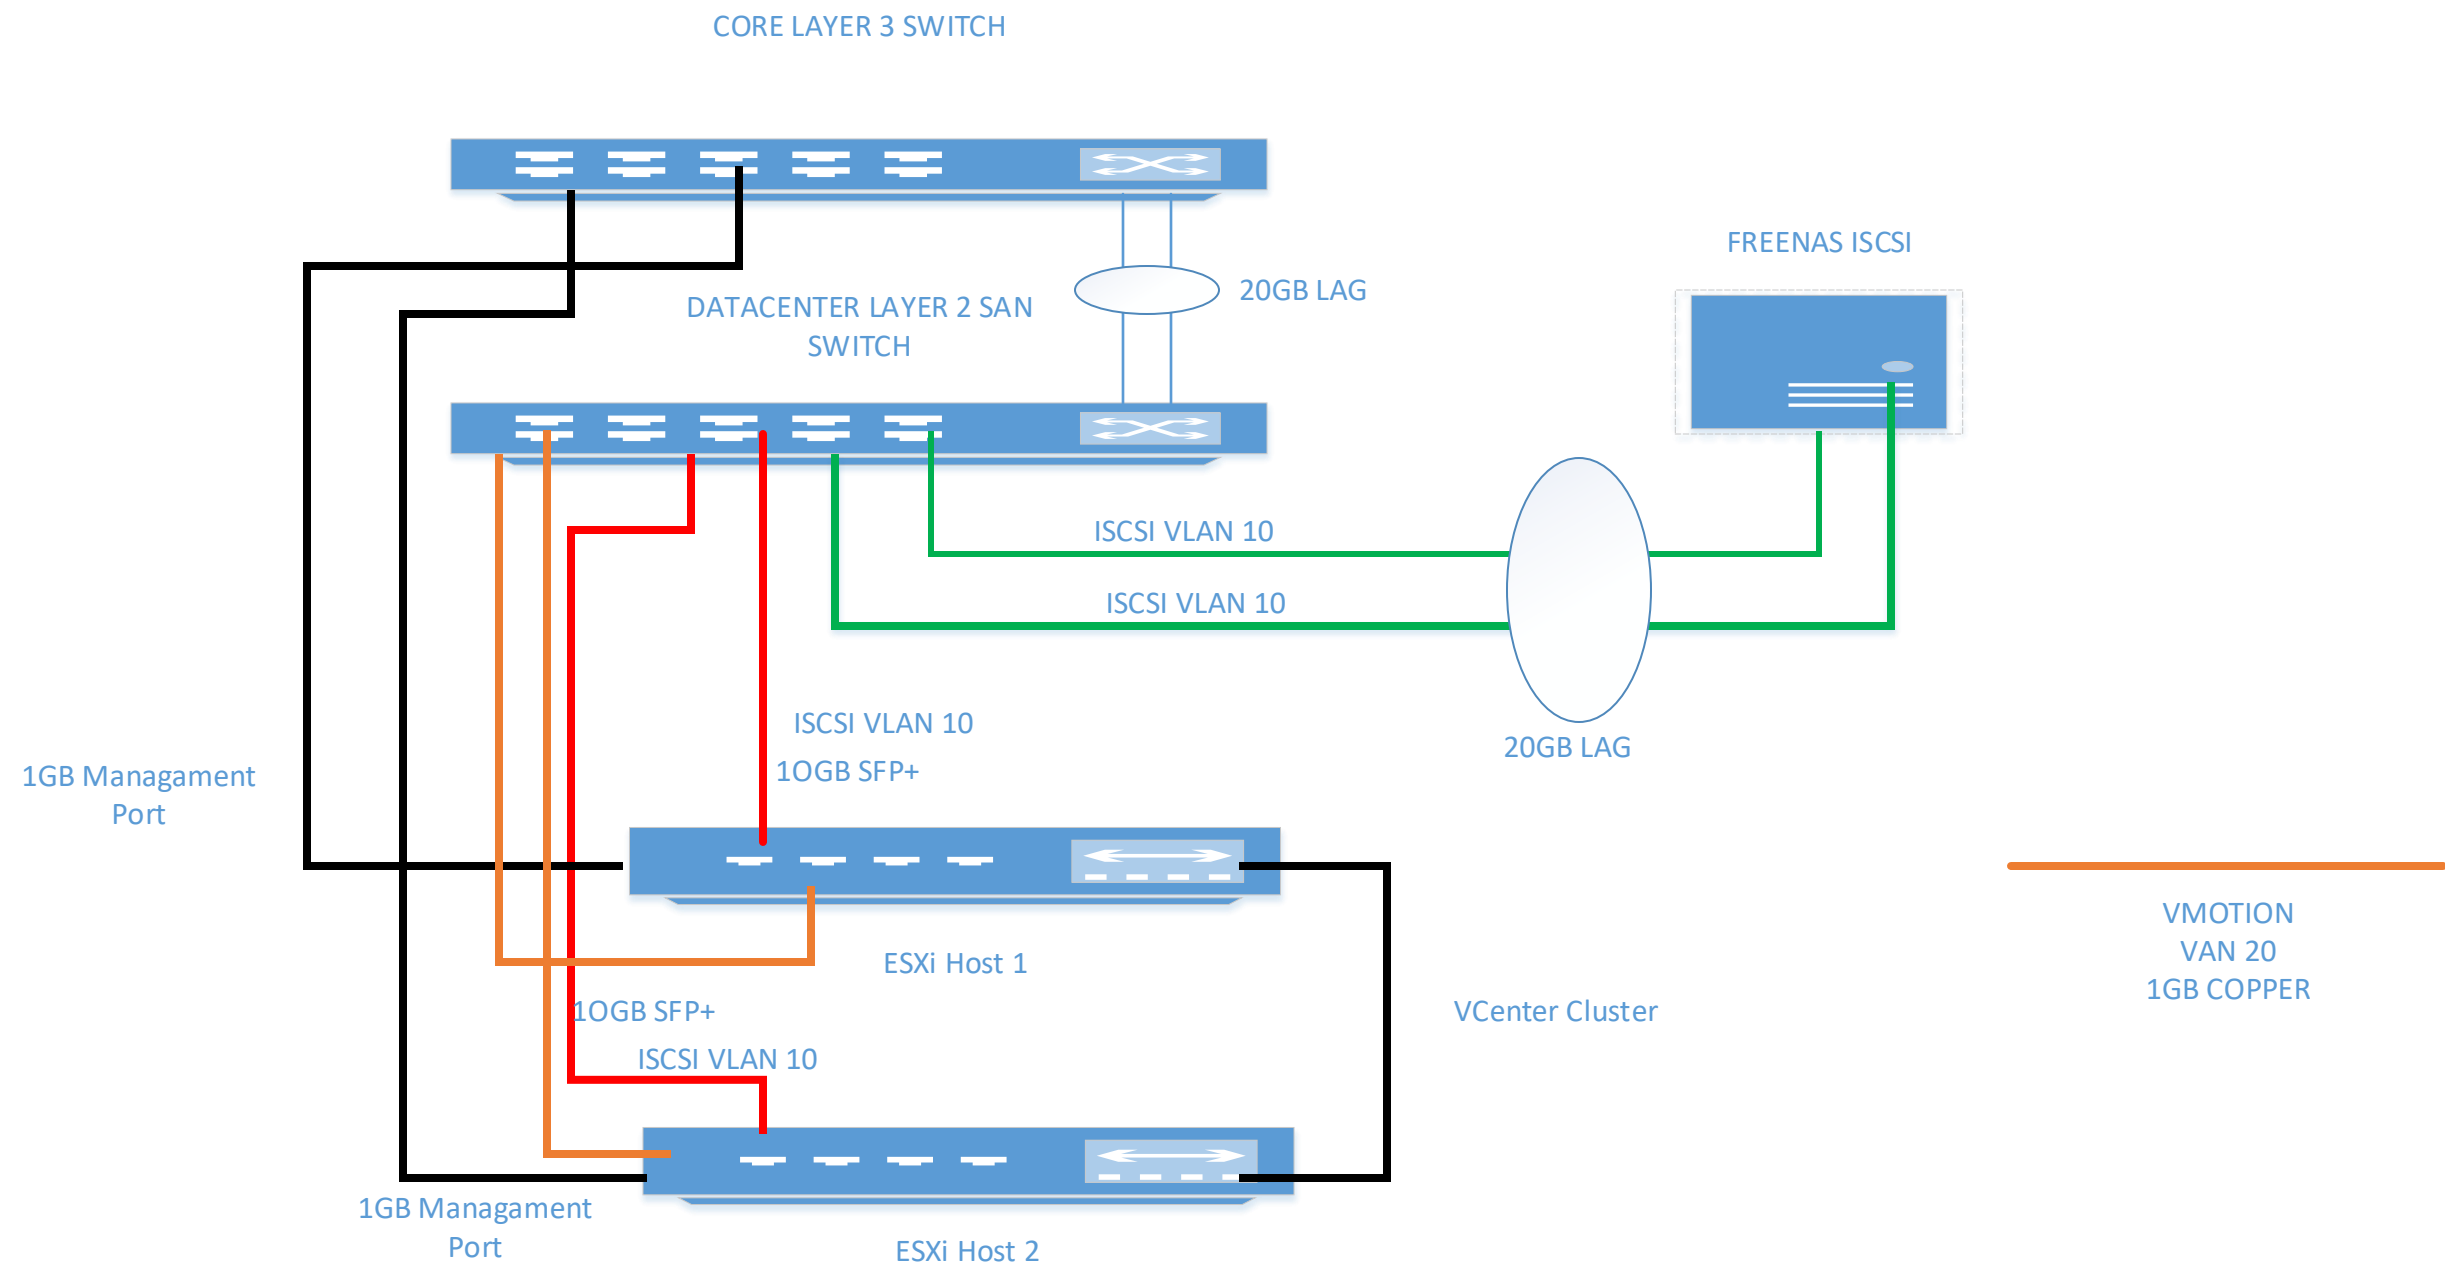 CORE LAYER 3 SWITCH
FREENAS ISCSI
20GB LAG
DATACENTER LAYER 2 SAN
SWITCH
ISCSI VLAN 10
ISCSI VLAN 10
ISCSI VLAN 10
1OGB SFP+
20GB LAG
1GB Managament
Port
VMOTION
VAN 20
1GB COPPER
ESXi Host 1
1OGB SFP+
VCenter Cluster
ISCSI VLAN 10
1GB Managament
Port
ESXi Host 2